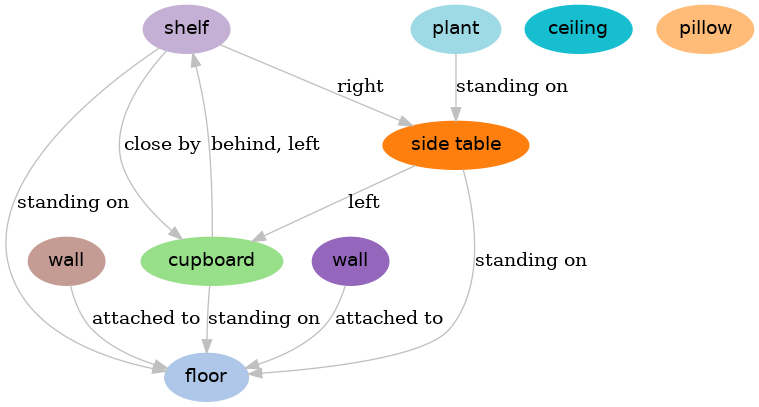 shelf
plant
ceiling
pillow
right
standing on
close by
behind, left
side table
standing on
left
wall
cupboard
wall
standing on
attached to
standing on
attached to
floor